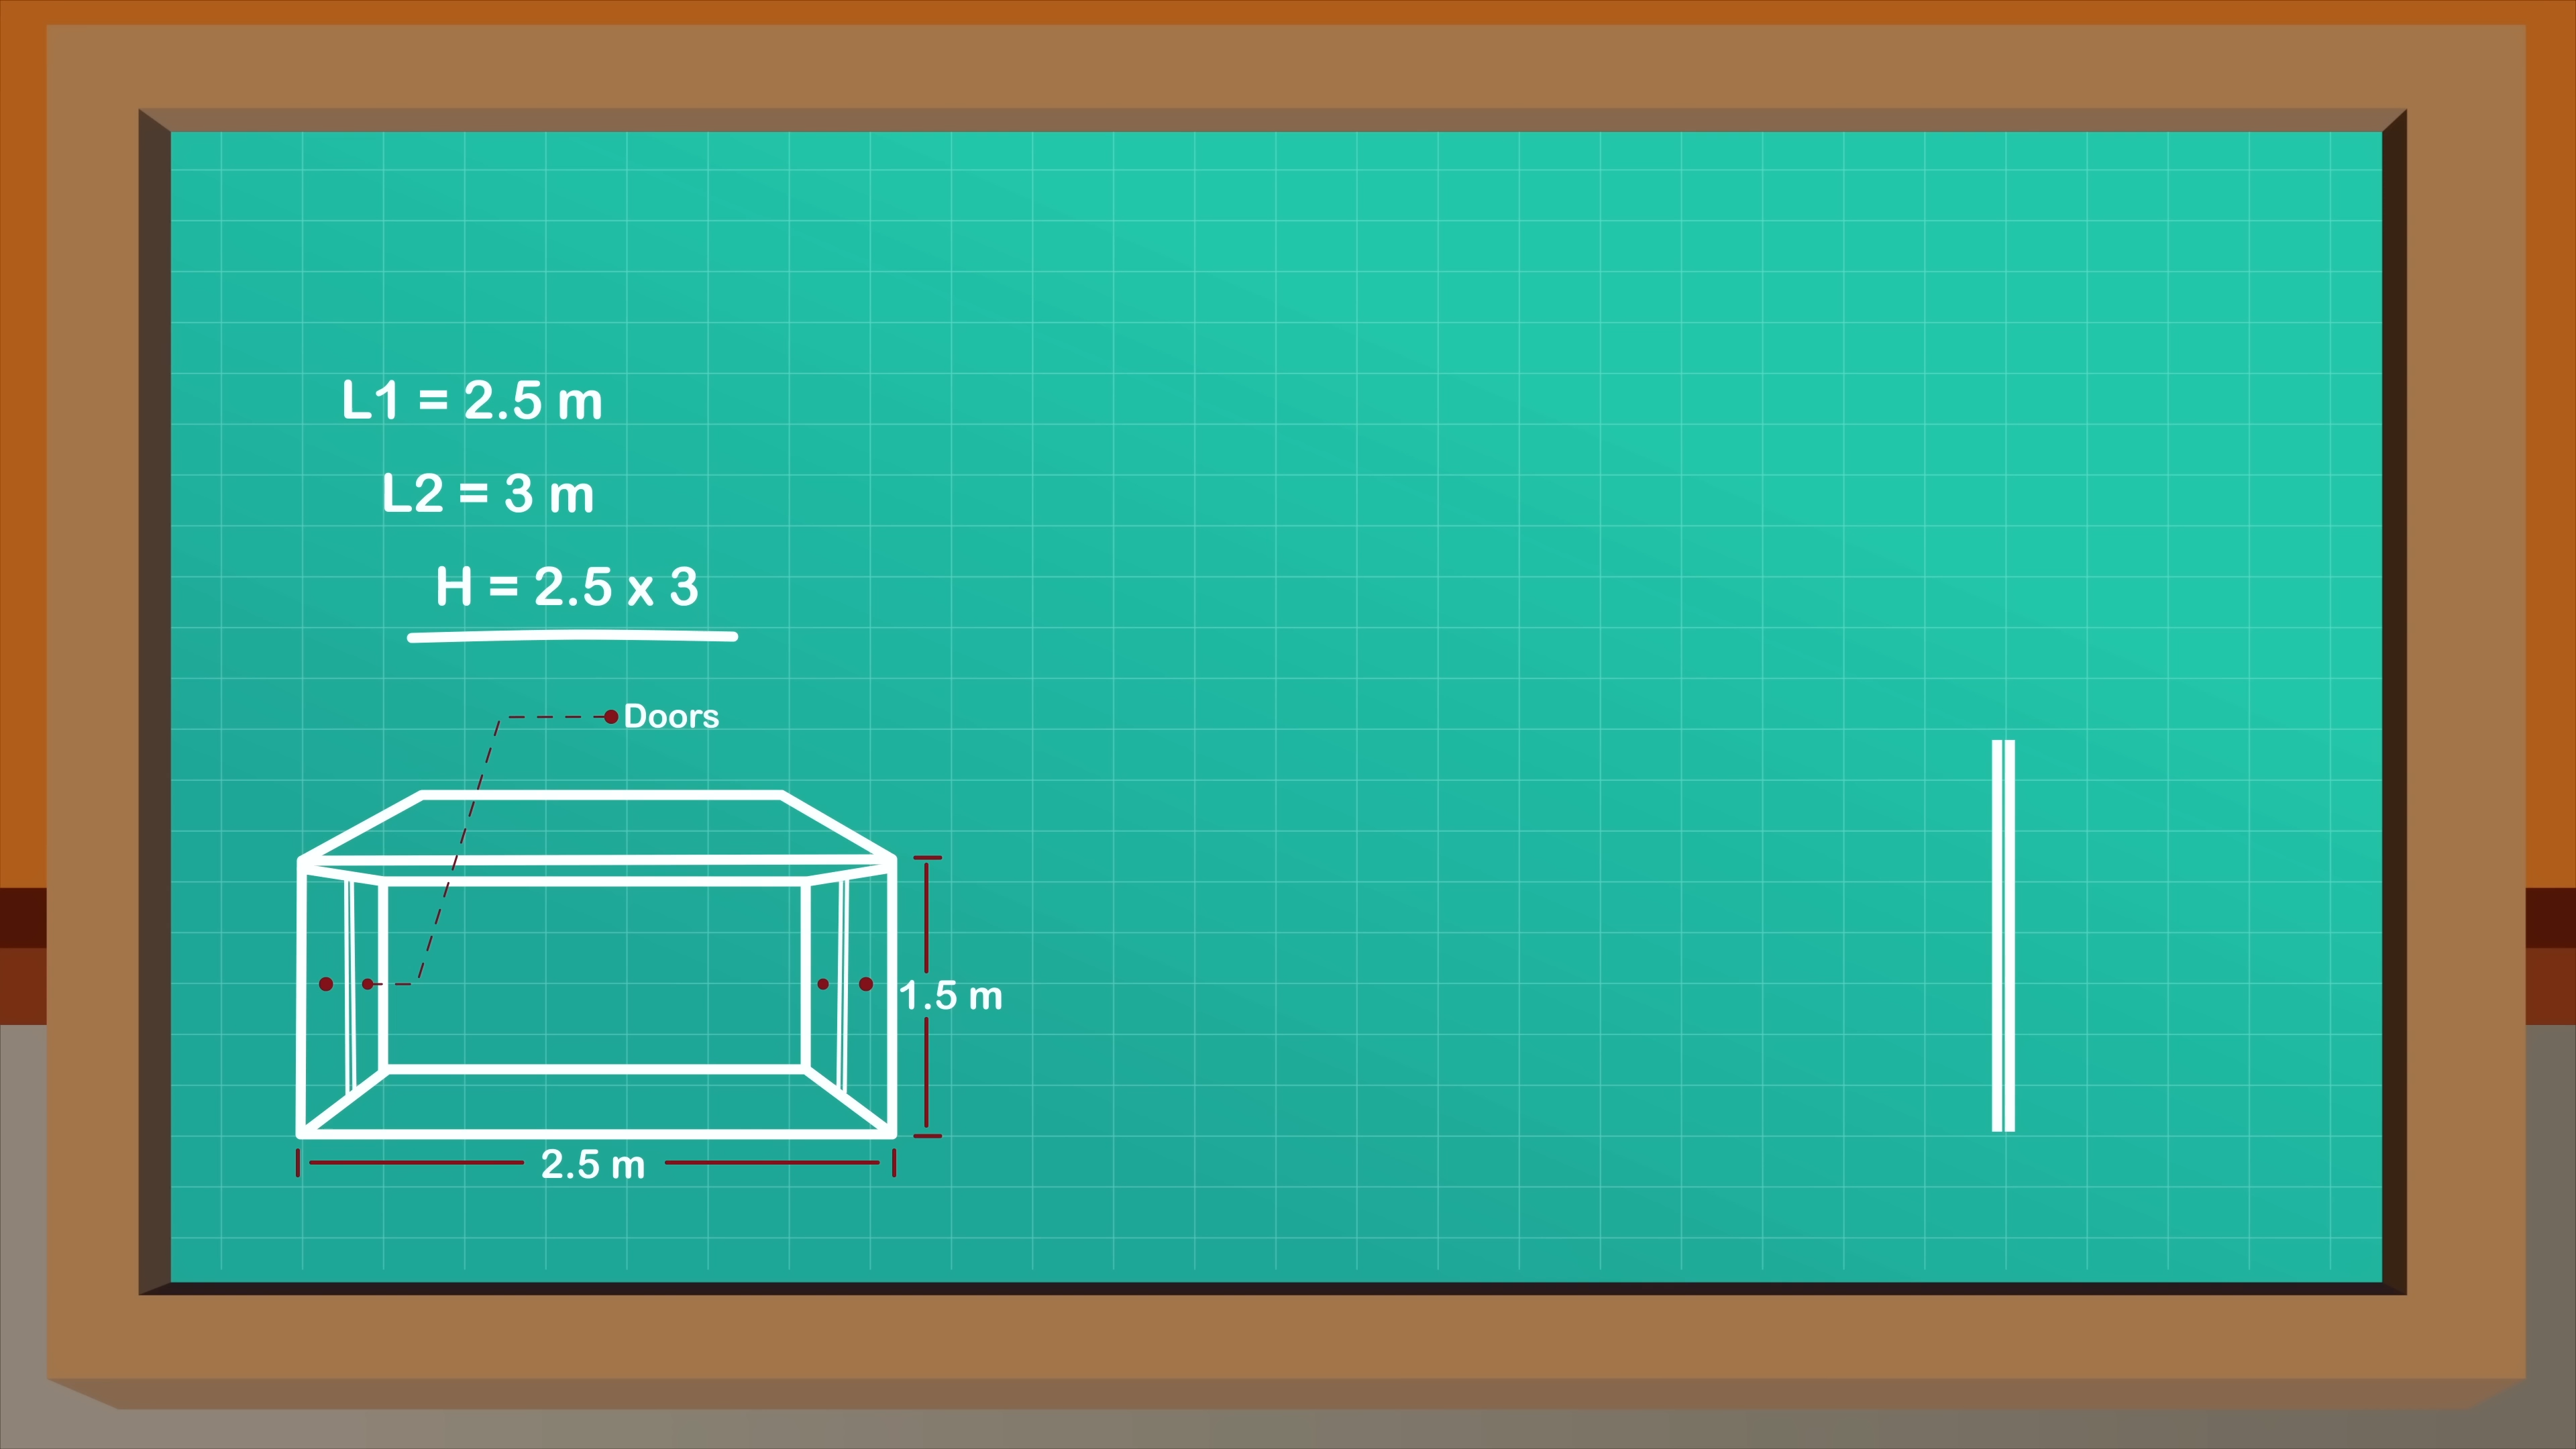 L1 = 2.5 m
L2 = 3 m
H = 2.5 x 3
Doors
1.5 m
2.5 m